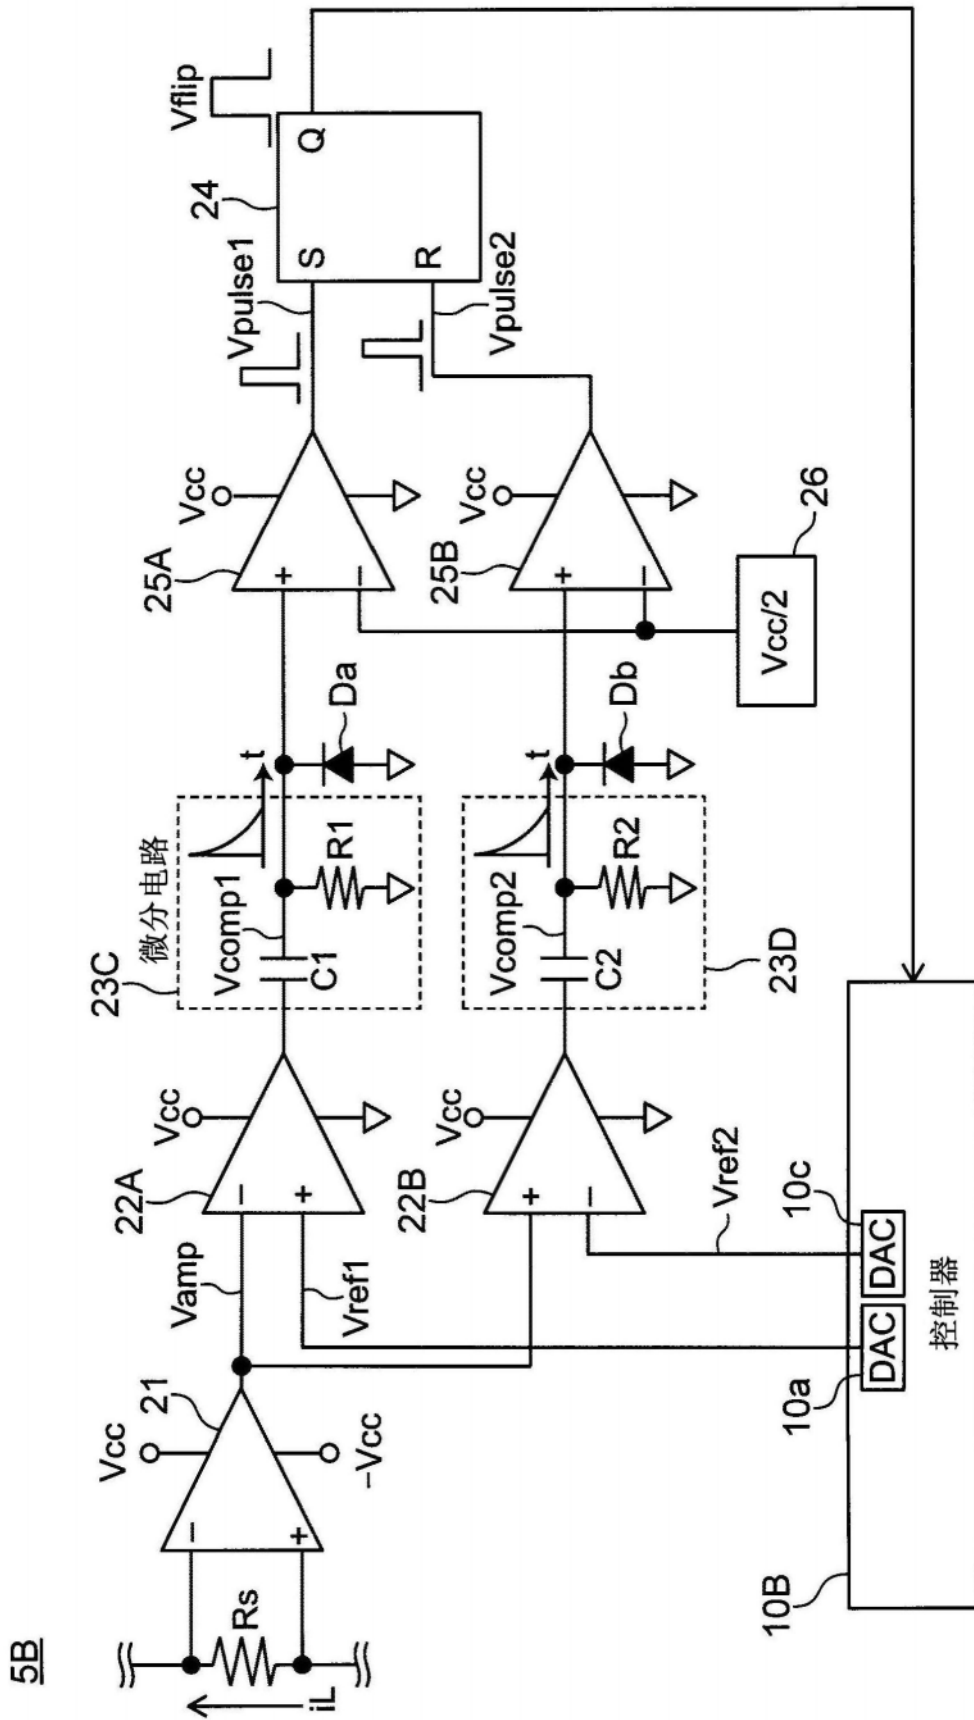 5B
iL
Rs
−
+
21
Vcc
−Vcc
Vamp
Vref1
22A
Vcc
−
+
22B
Vcc
+
−
Vref2
23C
微分电路
Vcomp1
C1
R1
t
Da
Vcomp2
C2
R2
t
Db
23D
25A
Vcc
+
−
25B
Vcc
+
−
Vcc/2
26
Vpulse1
Vpulse2
24
S
R
Q
Vflip
10B
10a
DAC
10c
DAC
控制器